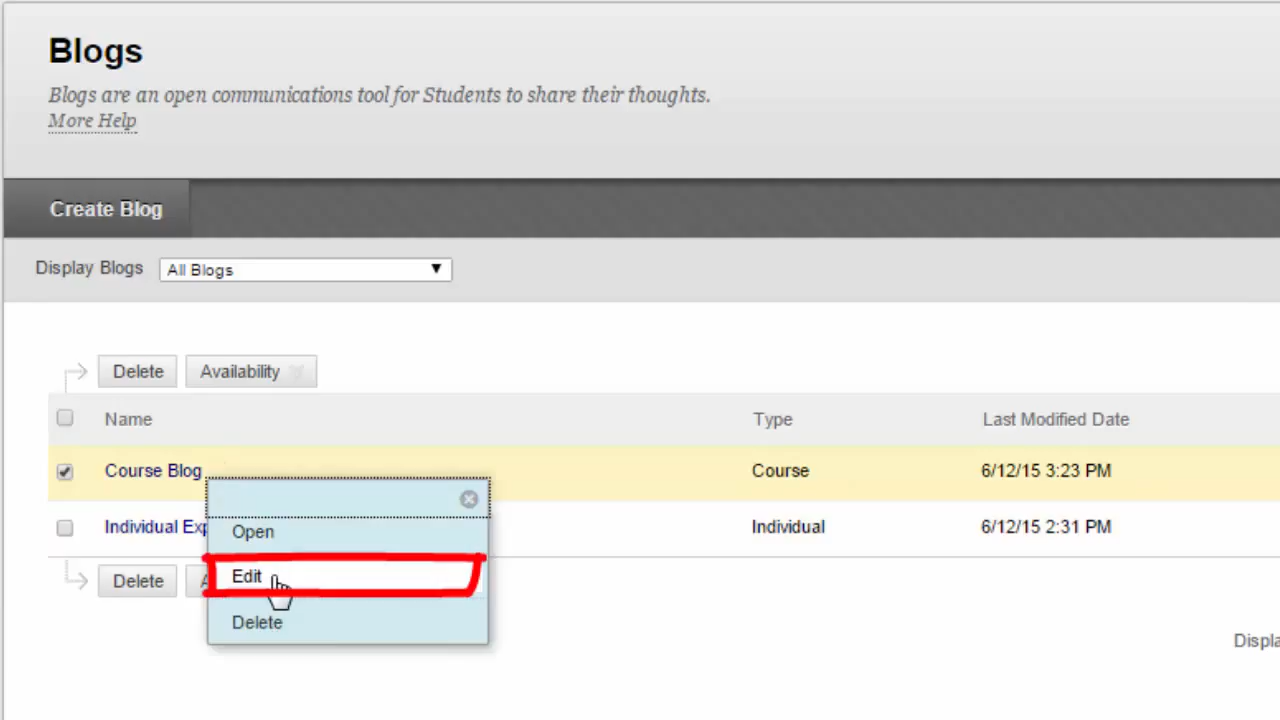 Blogs
Blogs are an open communications tool for Students to share their thoughts.
More Help
Create Blog
Display Blogs All Blogs
Delete Availability
Name Type Last Modified Date
Course Blog Course 6/12/15 3:23 PM
Individual Individual 6/12/15 2:31 PM
Open
Edit
Delete
Delete